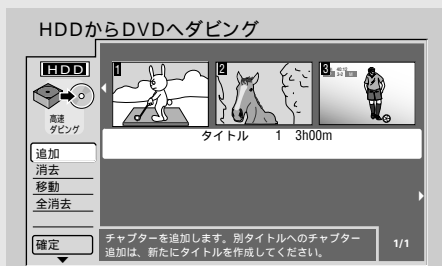 HDDからDVDへダビング
HDD
1
2
3
高速
ダビング
タイトル 1 3h00m
追加
消去
移動
全消去
確定
チャプターを追加します。別タイトルへのチャプター
追加は、新たにタイトルを作成してください。
1/1